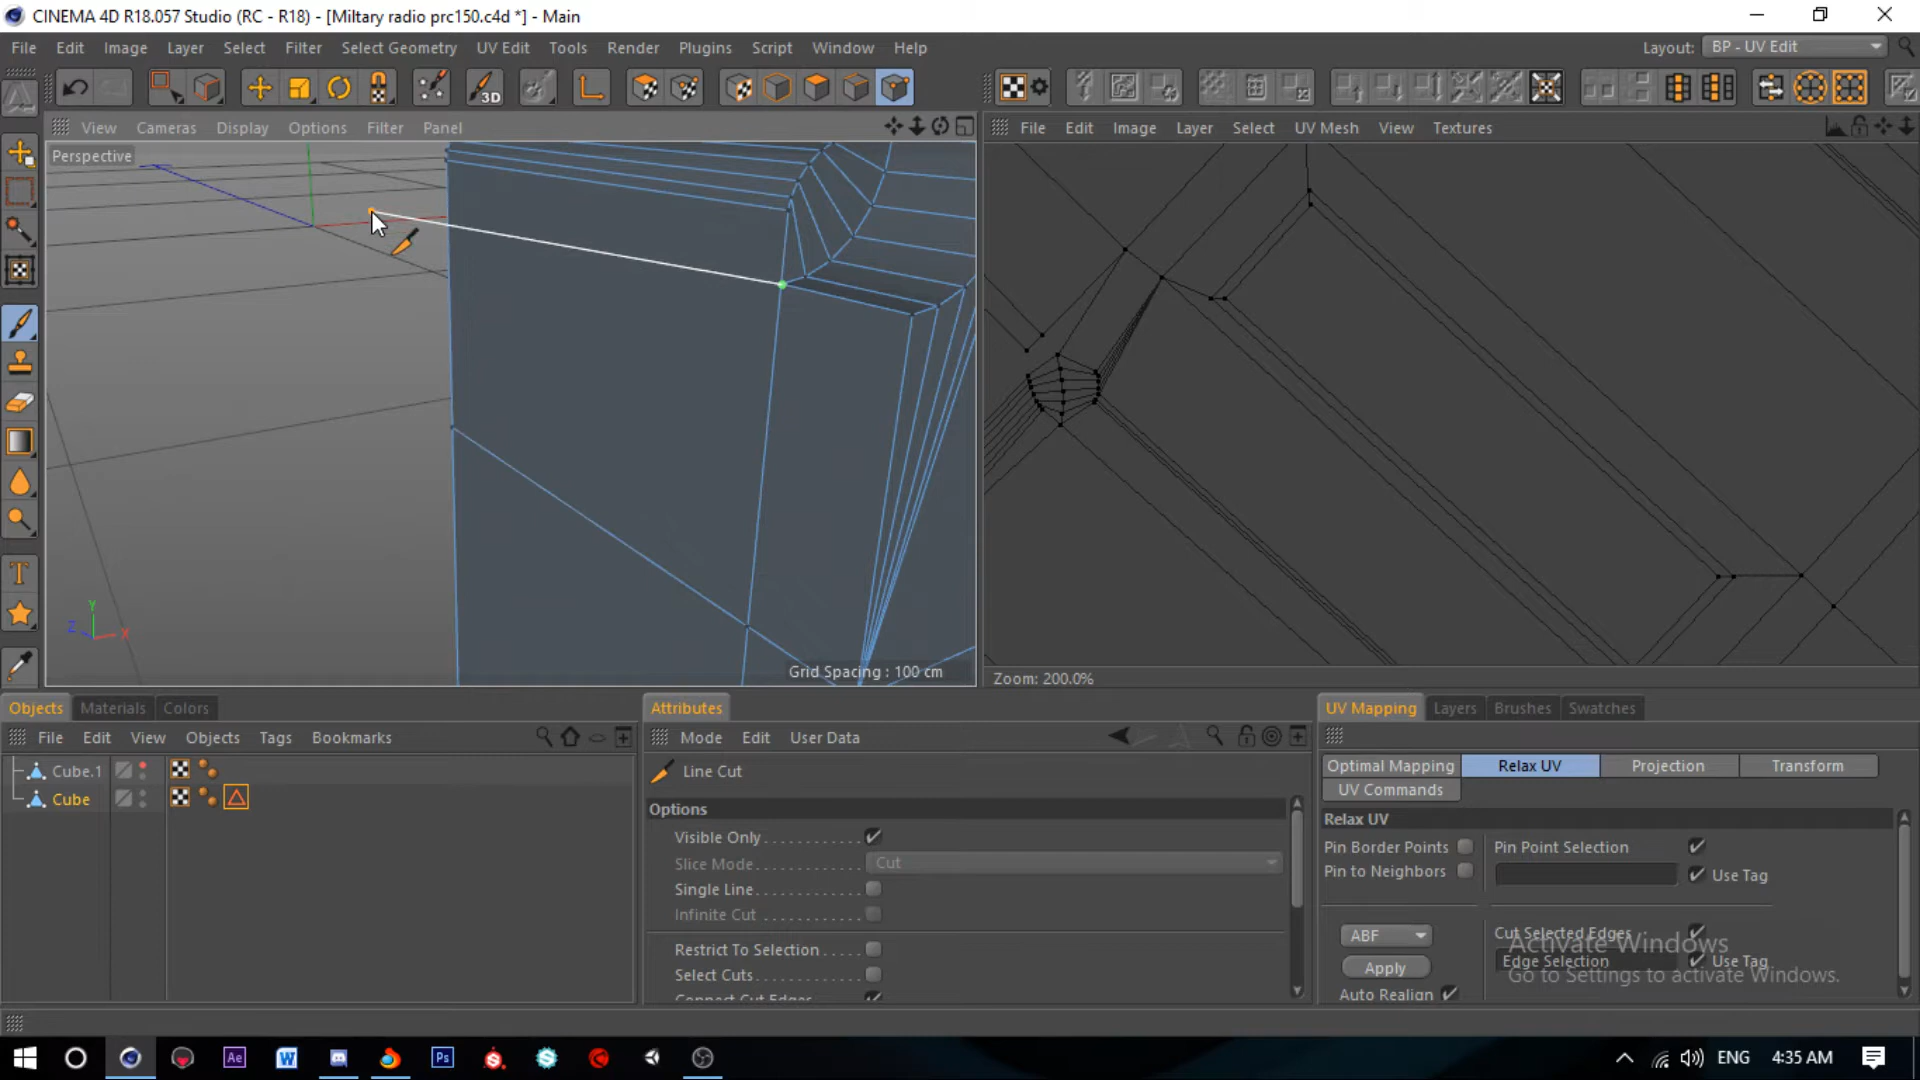 CINEMA 4D R18.057 Studio (RC - R18) - [Miltary radio prc150.c4d *] - Main
File Edit Image Layer Select Filter Select Geometry UV Edit Tools Render Plugins Script Window Help Layout: BP - UV Edit
3D
View Cameras Display Options Filter Panel
File Edit Image Layer Select UV Mesh View Textures
Perspective
Y
Z X
Grid Spacing : 100 cm
Zoom: 200.0%
Objects Materials Colors
Attributes
UV Mapping Layers Brushes Swatches
File Edit View Objects Tags Bookmarks
Mode Edit User Data
Cube.1
Cube
Line Cut
Options
Visible Only
Slice Mode Cut
Single Line
Infinite Cut
Restrict To Selection
Select Cuts
Connect Cut Edges
Optimal Mapping Relax UV Projection Transform
UV Commands
Relax UV
Pin Border Points Pin Point Selection
Pin to Neighbors Use Tag
ABF Cut Selected Edges
Edge Selection Use Tag
Apply
Auto Realign
Activate Windows
Go to Settings to activate Windows.
Ae W Ps
ENG 4:35 AM